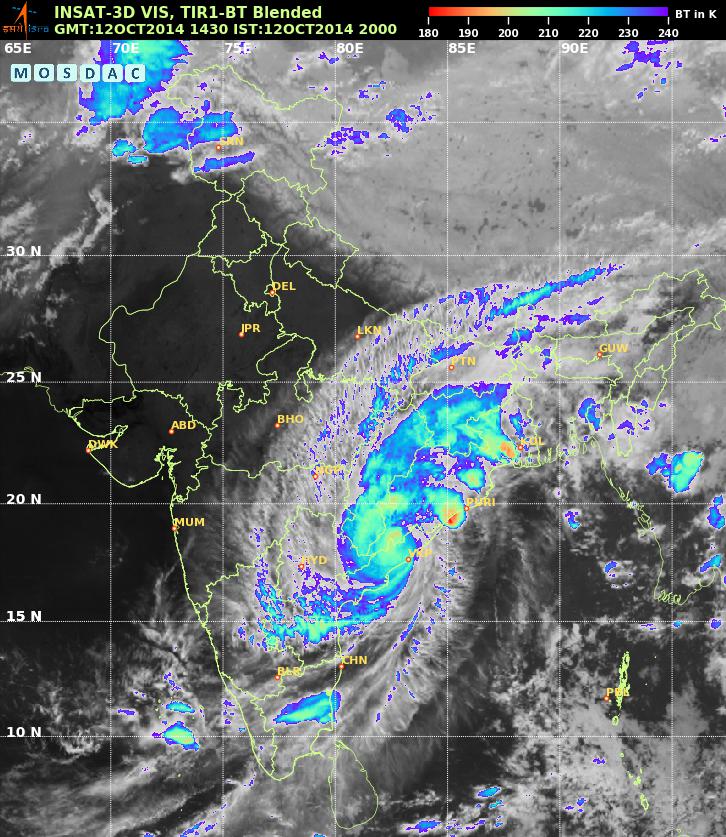 INSAT-3D VIS, TIR1-BT Blended
GMT:12OCT2014 1430 IST:12OCT2014 2000
BT in K
180 190 200 210 220 230 240
65E 70E 75E 80E 85E 90E
MOSDAC
SRN
30 N
DEL
JPR LKN
GUW
PTN
25 N
BHO
ABD
DWK KOL
NGP
20 N PURI
MUM
VKP
HYD
15 N
CHN
BLR
PBL
10 N